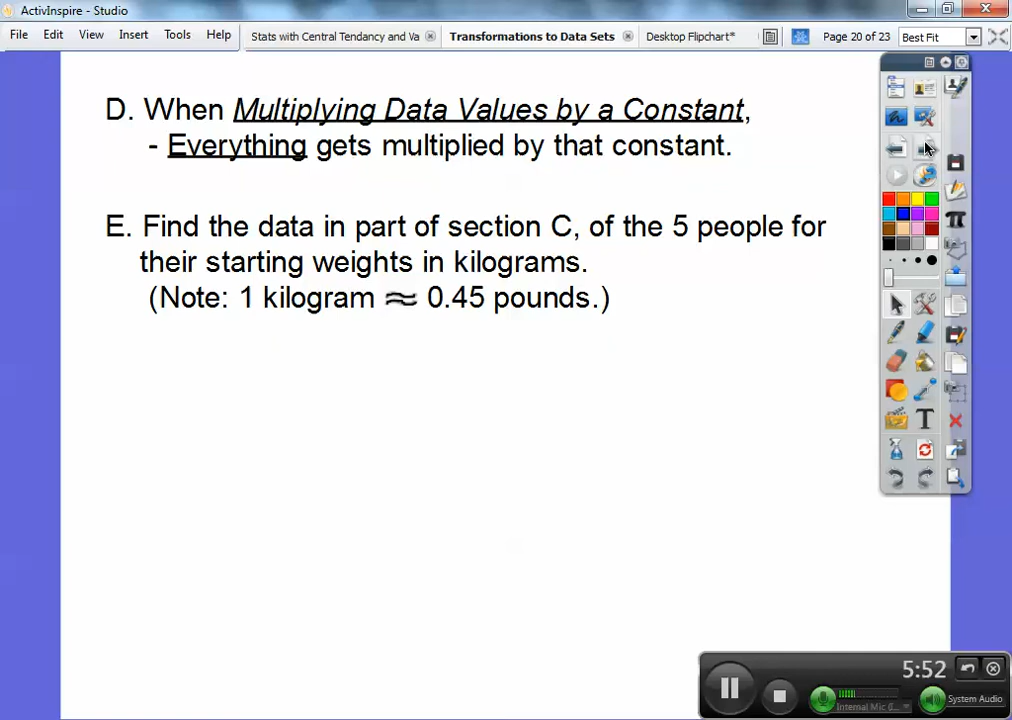 ActivInspire - Studio
File Edit View Insert Tools Help
Stats with Central Tendancy and Va
Transformations to Data Sets
Desktop Flipchart*
Page 20 of 23
Best Fit
D. When Multiplying Data Values by a Constant,
- Everything gets multiplied by that constant.
E. Find the data in part of section C, of the 5 people for
their starting weights in kilograms.
(Note: 1 kilogram ≈ 0.45 pounds.)
5:52
Internal Mic (
System Audio